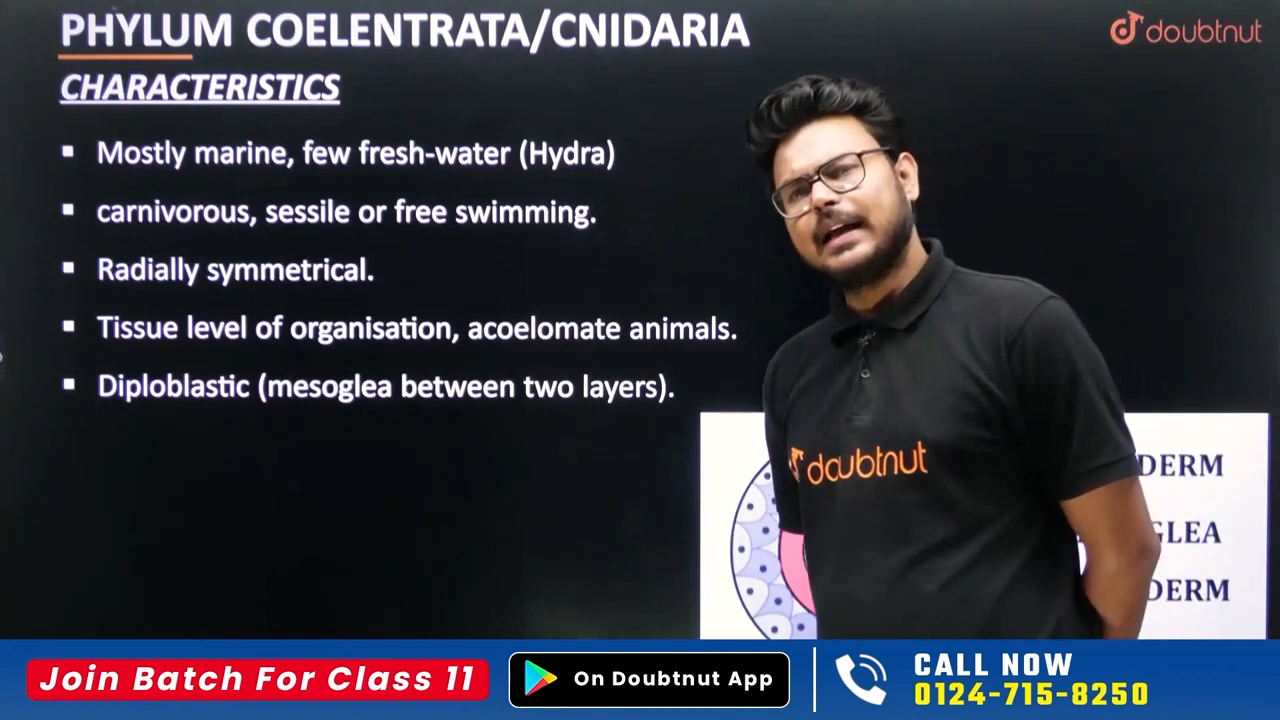 PHYLUM COELENTRATA/CNIDARIA
doubtnut
CHARACTERISTICS
▪ Mostly marine, few fresh-water (Hydra)
▪ carnivorous, sessile or free swimming.
▪ Radially symmetrical.
▪ Tissue level of organisation, acoelomate animals.
▪ Diploblastic (mesoglea between two layers).
doubtnut
DERM
GLEA
DERM
Join Batch For Class 11
On Doubtnut App
CALL NOW
0124-715-8250